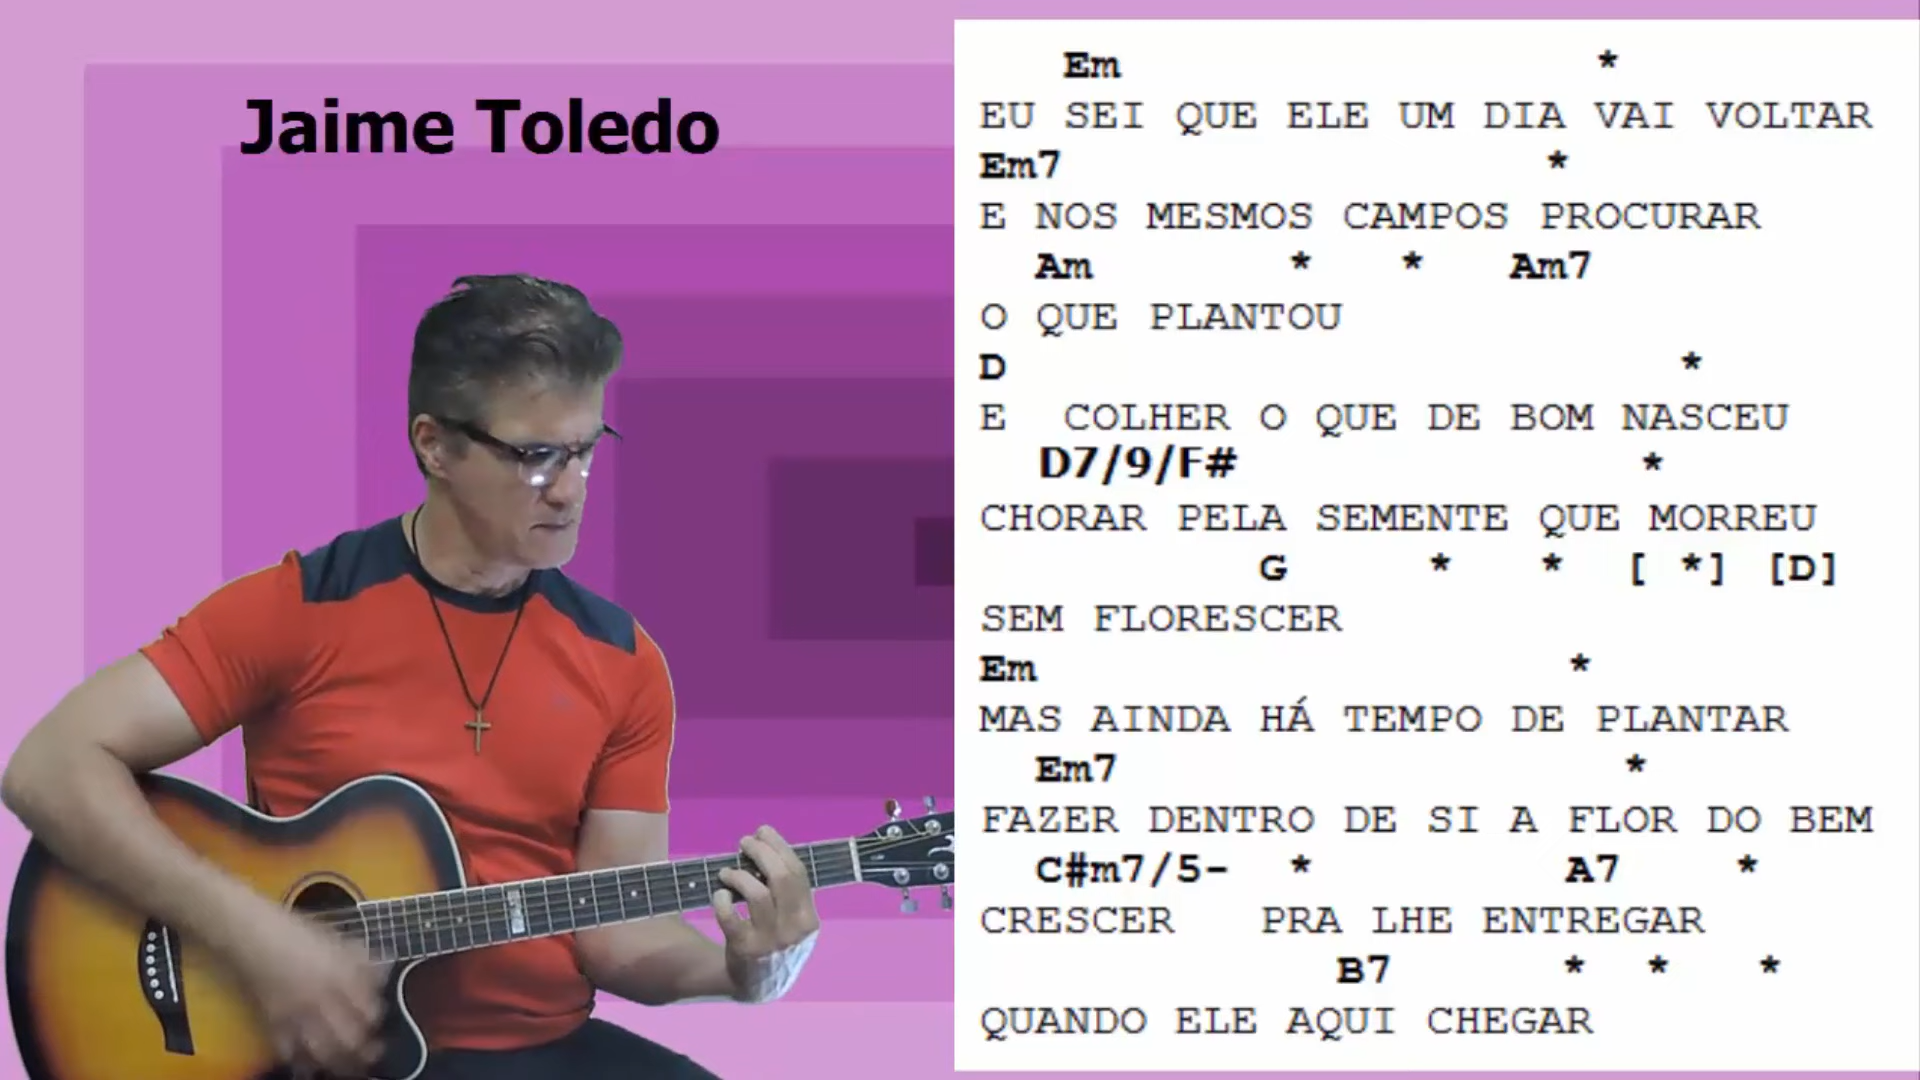 Jaime Toledo
Em *
EU SEI QUE ELE UM DIA VAI VOLTAR
Em7 *
E NOS MESMOS CAMPOS PROCURAR
Am * * Am7
O QUE PLANTOU
D *
E COLHER O QUE DE BOM NASCEU
D7/9/F# *
CHORAR PELA SEMENTE QUE MORREU
G * * [ *] [D]
SEM FLORESCER
Em *
MAS AINDA HÁ TEMPO DE PLANTAR
Em7 *
FAZER DENTRO DE SI A FLOR DO BEM
C#m7/5- * A7 *
CRESCER PRA LHE ENTREGAR
B7 * * *
QUANDO ELE AQUI CHEGAR